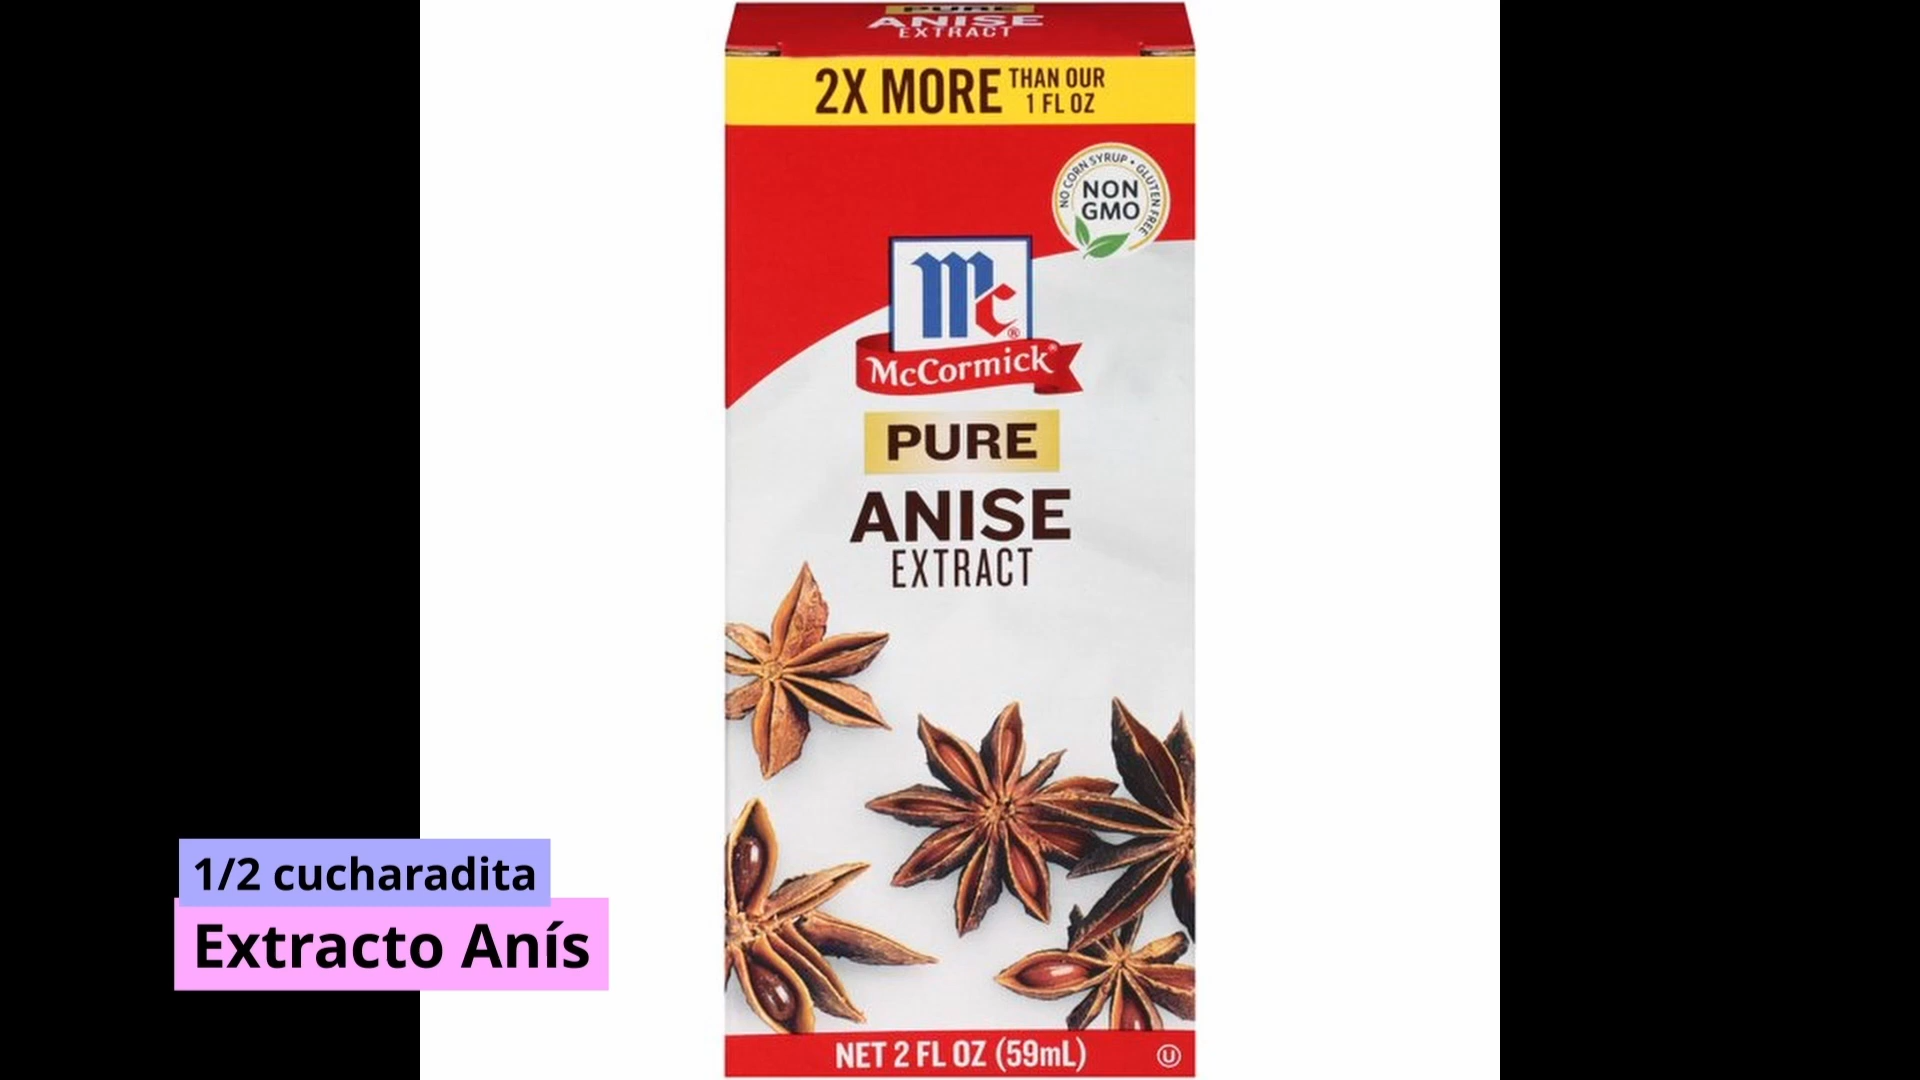 PURE
ANISE
EXTRACT
2X MORE THAN OUR
1 FL OZ
NO CORN SYRUP • GLUTEN FREE
NON
GMO
Mc
McCormick
PURE
ANISE
EXTRACT
1/2 cucharadita
Extracto Anís
NET 2 FL OZ (59mL)
U